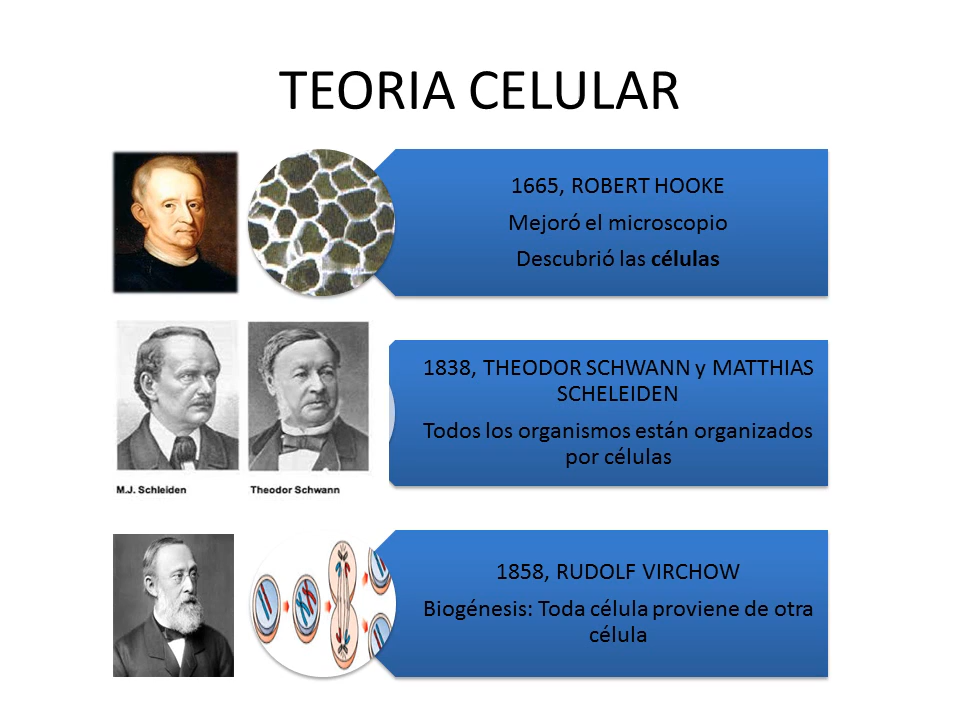 TEORIA CELULAR
1665, ROBERT HOOKE
Mejoró el microscopio
Descubrió las células
1838, THEODOR SCHWANN y MATTHIAS
SCHELEIDEN
Todos los organismos están organizados
por células
M.J. Schleiden
Theodor Schwann
1858, RUDOLF VIRCHOW
Biogénesis: Toda célula proviene de otra
célula